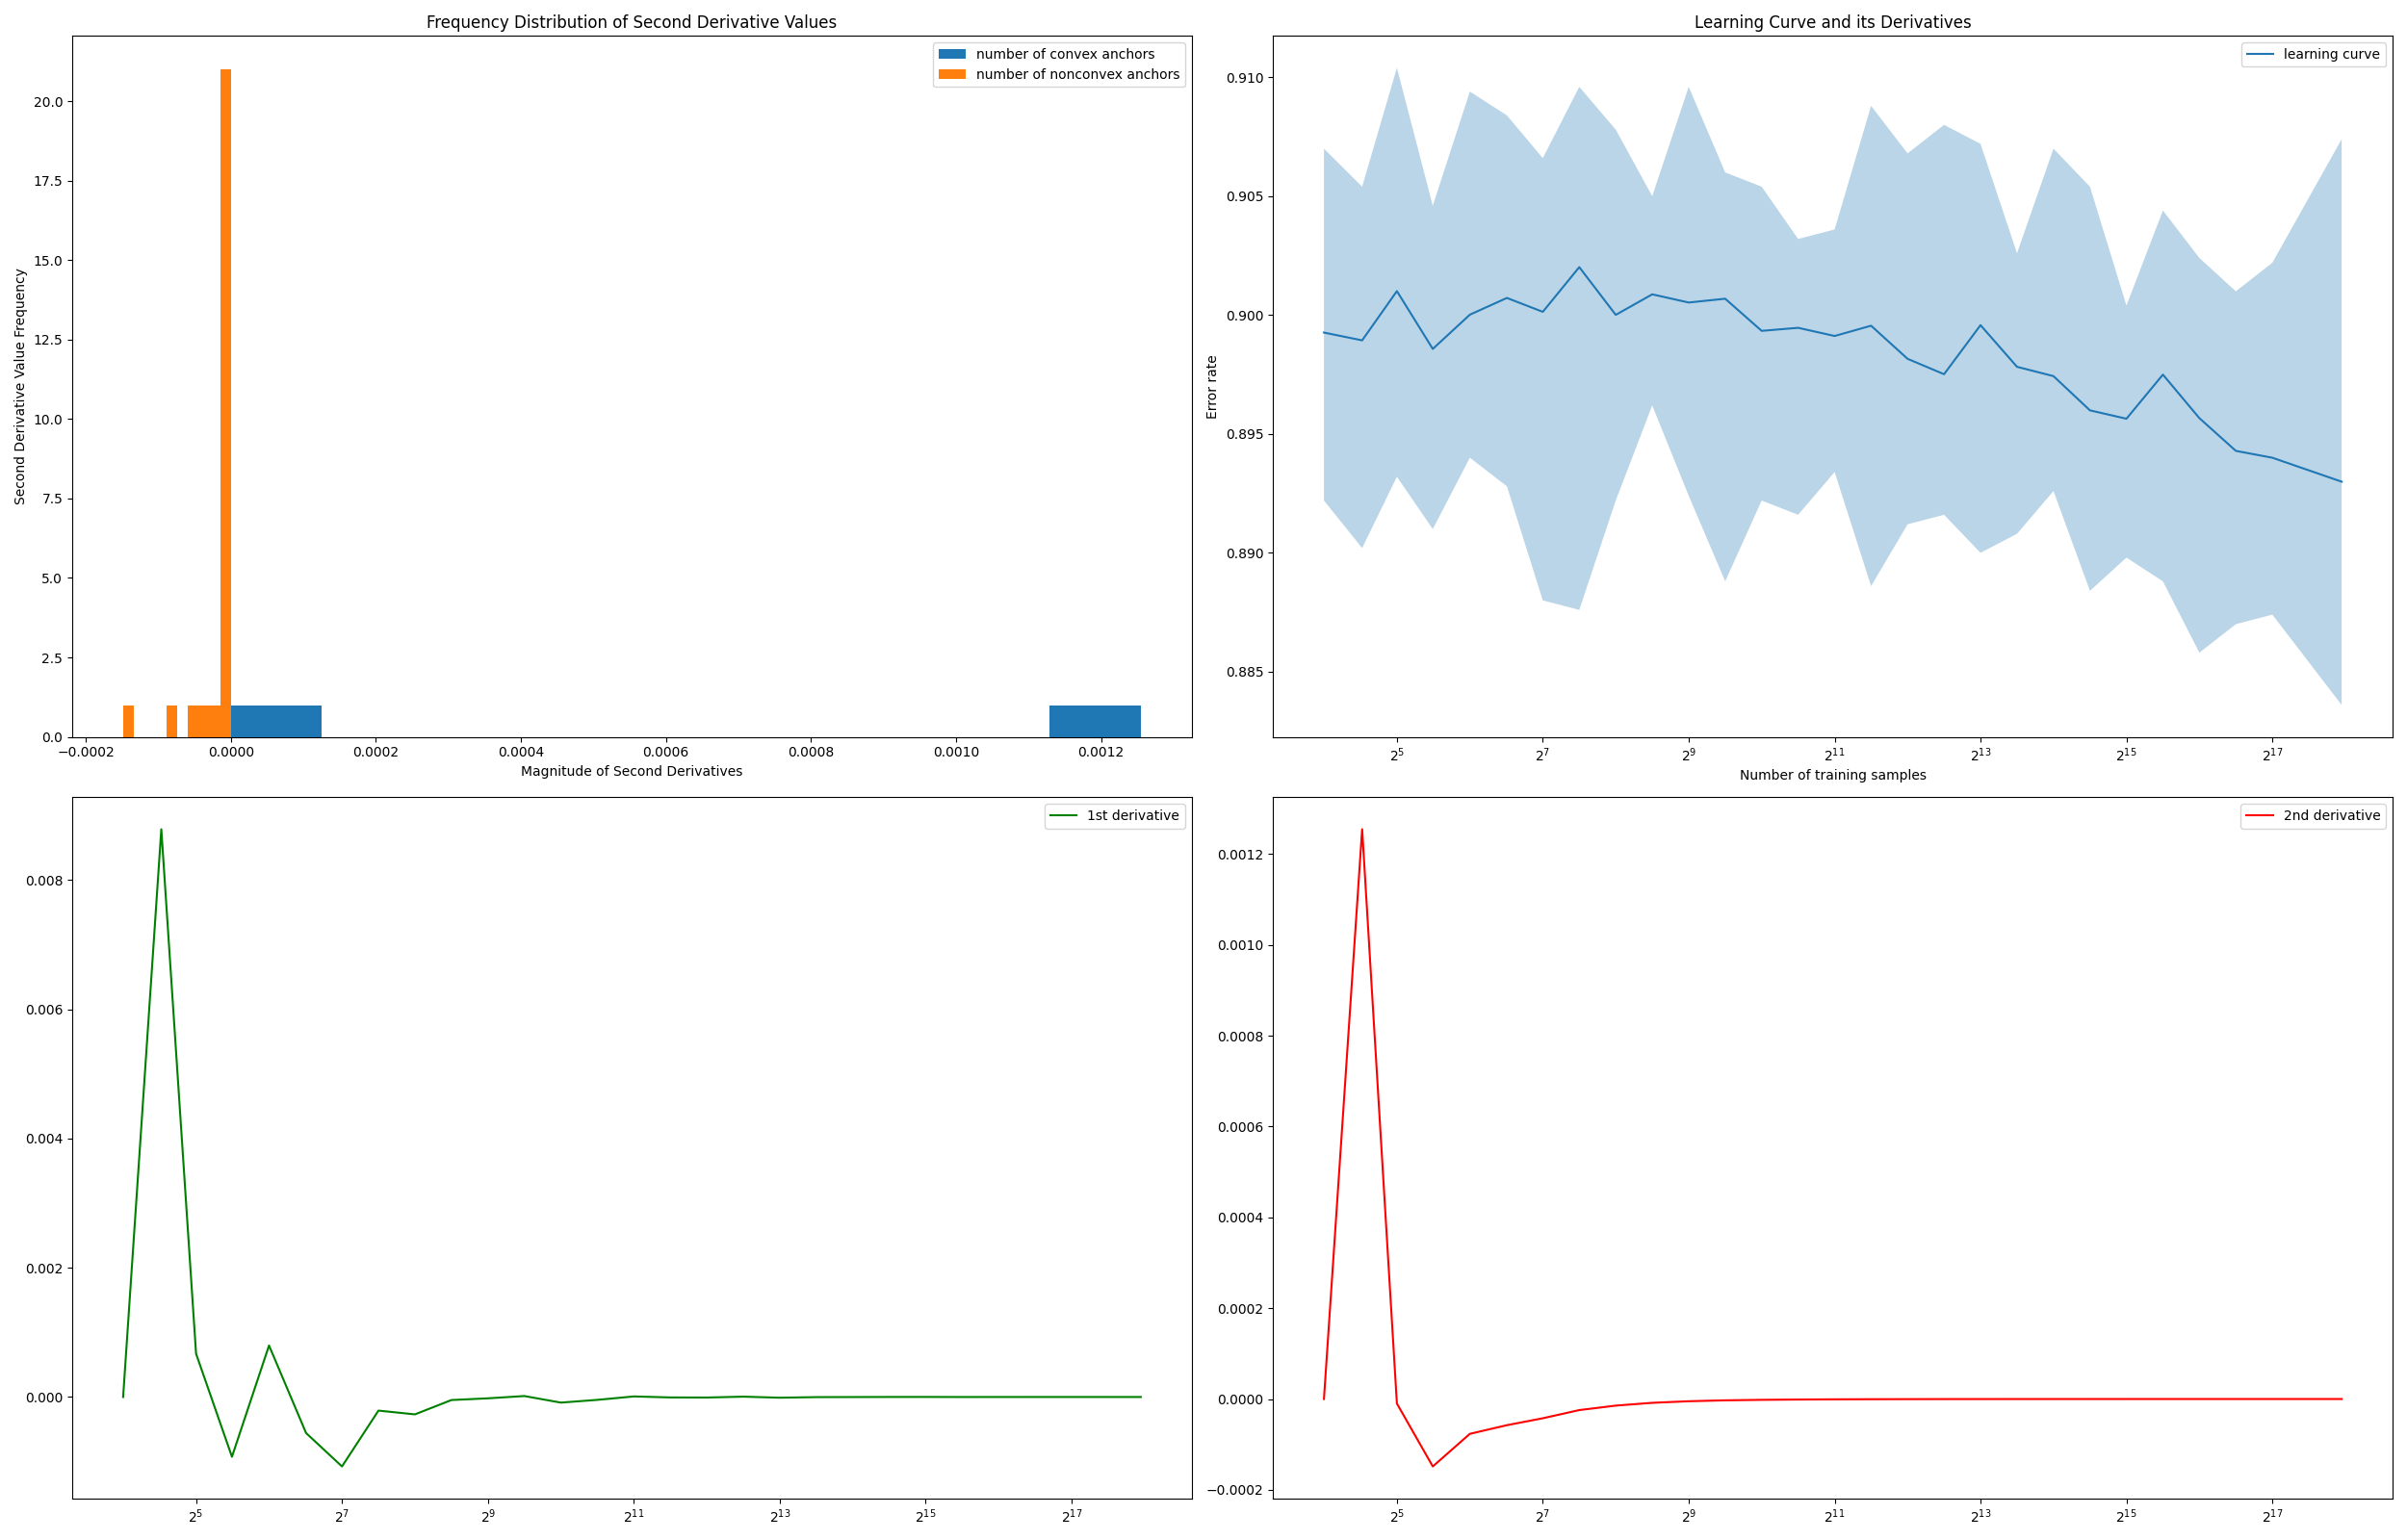 Frequency Distribution of Second Derivative Values
number of convex anchors
number of nonconvex anchors
Second Derivative Value Frequency
20.0
17.5
15.0
12.5
10.0
7.5
5.0
2.5
0.0
−0.0002 0.0000 0.0002 0.0004 0.0006 0.0008 0.0010 0.0012
Magnitude of Second Derivatives
Learning Curve and its Derivatives
learning curve
Error rate
0.910
0.905
0.900
0.895
0.890
0.885
2^5 2^7 2^9 2^11 2^13 2^15 2^17
Number of training samples
1st derivative
0.008
0.006
0.004
0.002
0.000
2^5 2^7 2^9 2^11 2^13 2^15 2^17
2nd derivative
0.0012
0.0010
0.0008
0.0006
0.0004
0.0002
0.0000
−0.0002
2^5 2^7 2^9 2^11 2^13 2^15 2^17